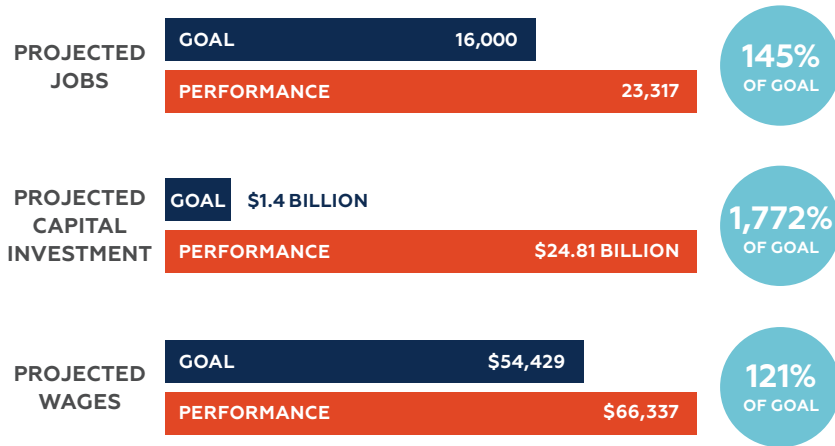 PROJECTED
JOBS
GOAL 16,000
PERFORMANCE 23,317
145%
OF GOAL
PROJECTED
CAPITAL
INVESTMENT
GOAL $1.4 BILLION
PERFORMANCE $24.81 BILLION
1,772%
OF GOAL
PROJECTED
WAGES
GOAL $54,429
PERFORMANCE $66,337
121%
OF GOAL